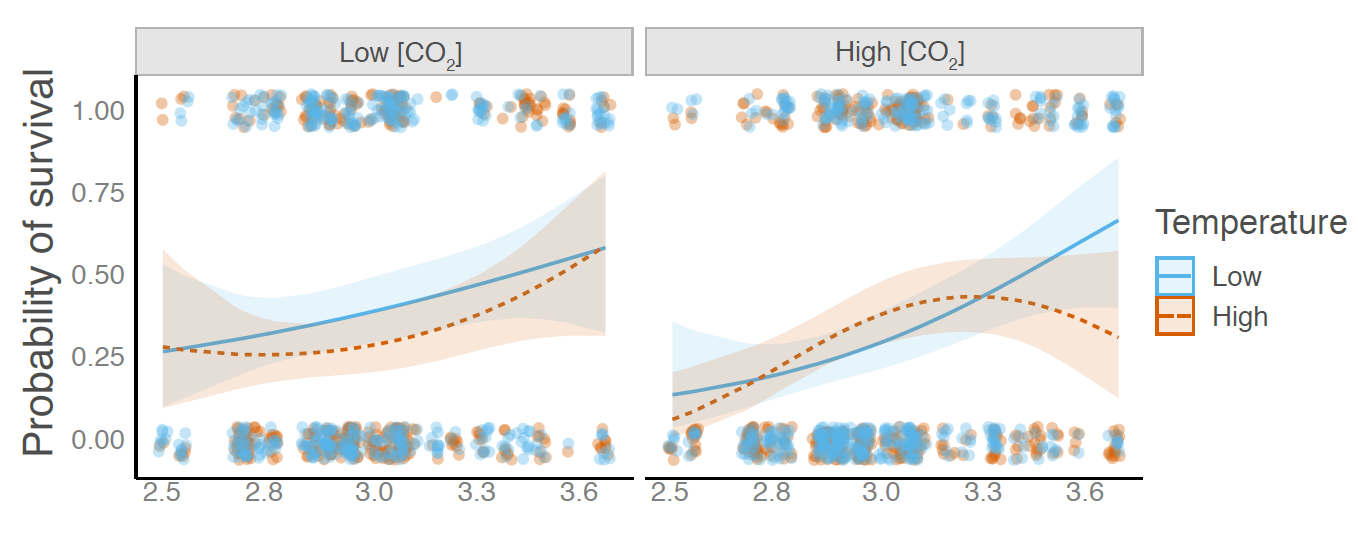 Low [CO₂]
High [CO₂]
Probability of survival
1.00
0.75
0.50
0.25
0.00
2.5 2.8 3.0 3.3 3.6
2.5 2.8 3.0 3.3 3.6
Temperature
Low
High